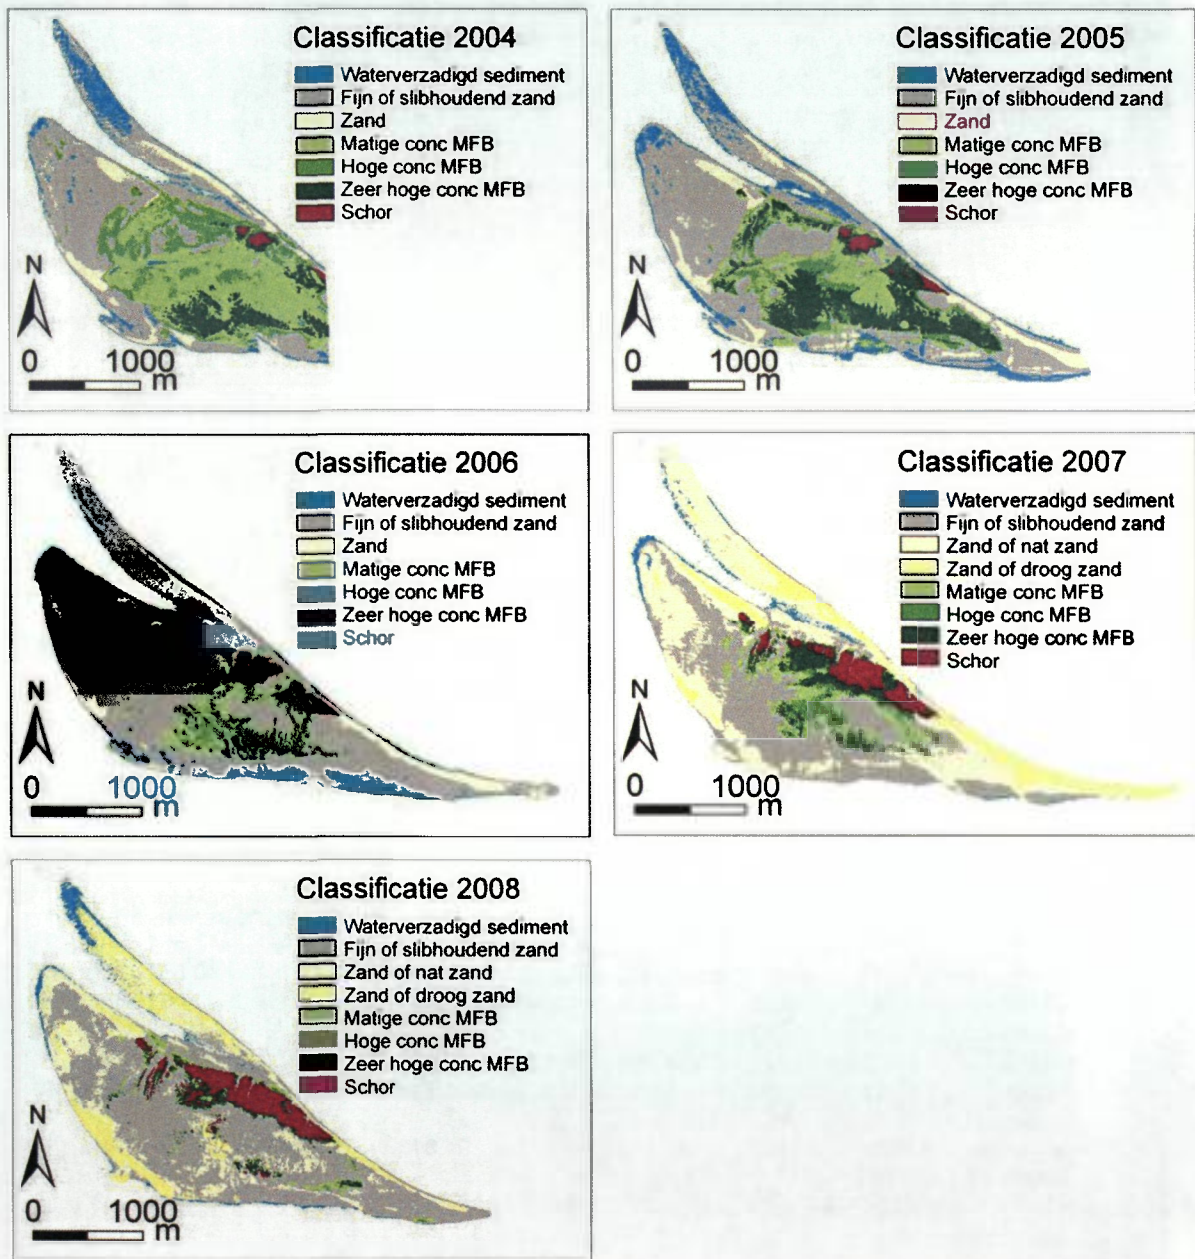 Classificatie 2004
Waterverzadigd sediment
Fijn of slibhoudend zand
Zand
Matige conc MFB
Hoge conc MFB
Zeer hoge conc MFB
Schor
N
0 1000
m
Classificatie 2005
Waterverzadigd sediment
Fijn of slibhoudend zand
Zand
Matige conc MFB
Hoge conc MFB
Zeer hoge conc MFB
Schor
N
0 1000
m
Classificatie 2006
Waterverzadigd sediment
Fijn of slibhoudend zand
Zand
Matige conc MFB
Hoge conc MFB
Zeer hoge conc MFB
Schor
N
0 1000
m
Classificatie 2007
Waterverzadigd sediment
Fijn of slibhoudend zand
Zand of nat zand
Zand of droog zand
Matige conc MFB
Hoge conc MFB
Zeer hoge conc MFB
Schor
N
0 1000
m
Classificatie 2008
Waterverzadigd sediment
Fijn of slibhoudend zand
Zand of nat zand
Zand of droog zand
Matige conc MFB
Hoge conc MFB
Zeer hoge conc MFB
Schor
N
0 1000
m